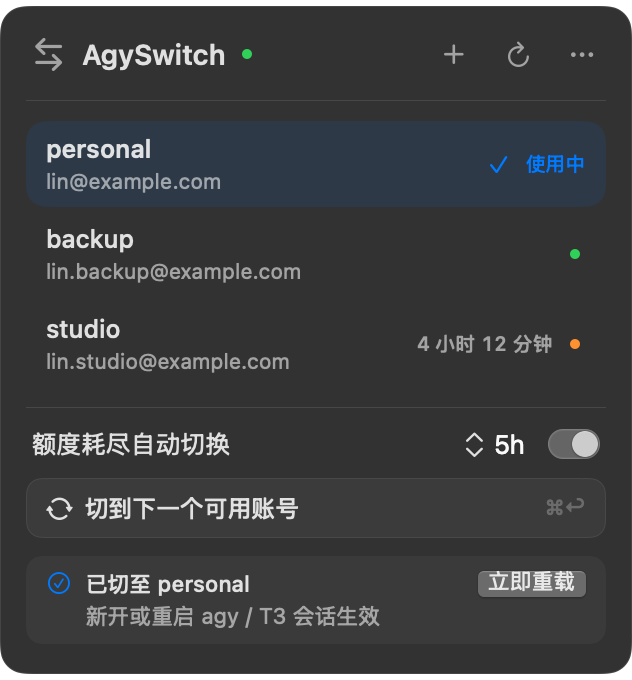 AgySwitch
personal
lin@example.com
使用中
backup
lin.backup@example.com
studio
lin.studio@example.com
4 小时 12 分钟
额度耗尽自动切换
5h
切到下一个可用账号
⌘↩
已切至 personal
立即重载
新开或重启 agy / T3 会话生效